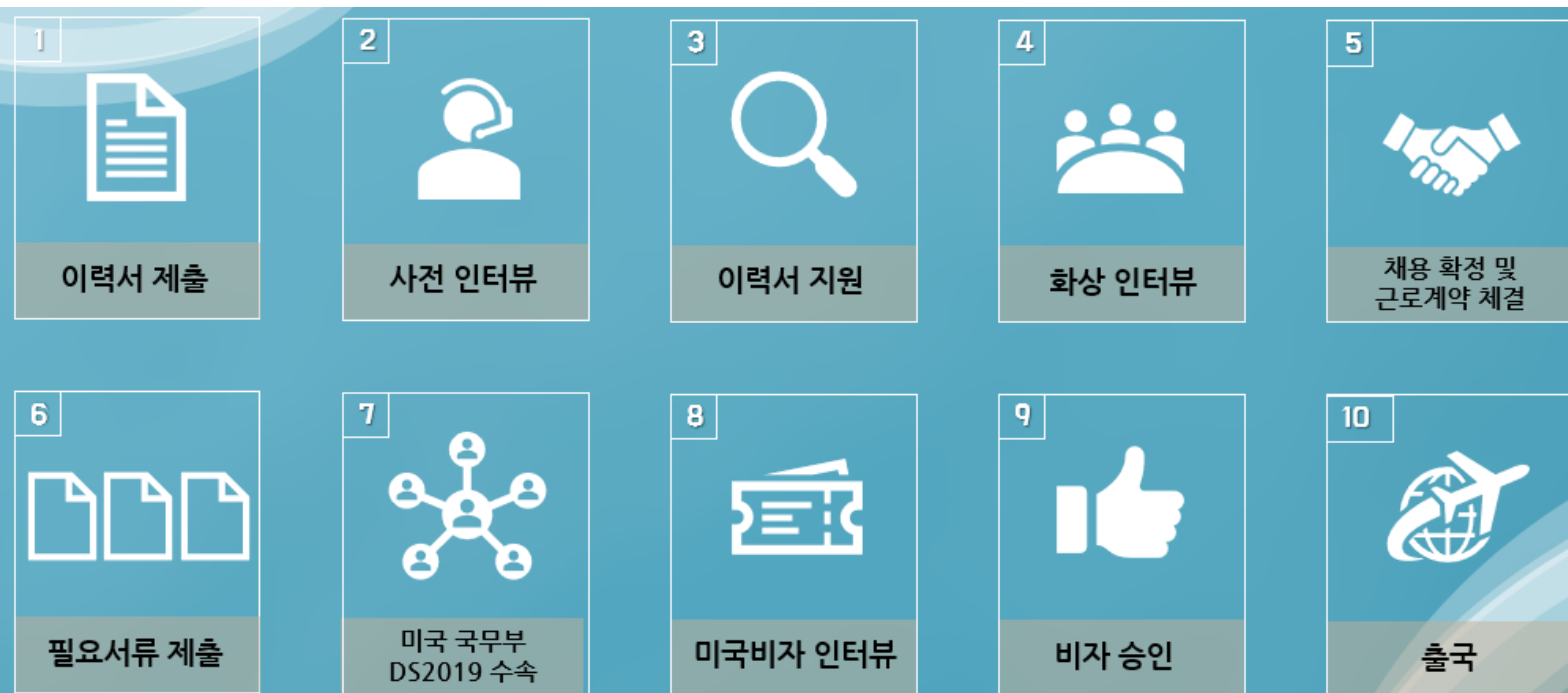 1
이력서 제출
2
사전 인터뷰
3
이력서 지원
4
화상 인터뷰
5
채용 확정 및
근로계약 체결
6
필요서류 제출
7
미국 국무부
DS2019 수속
8
미국비자 인터뷰
9
비자 승인
10
출국